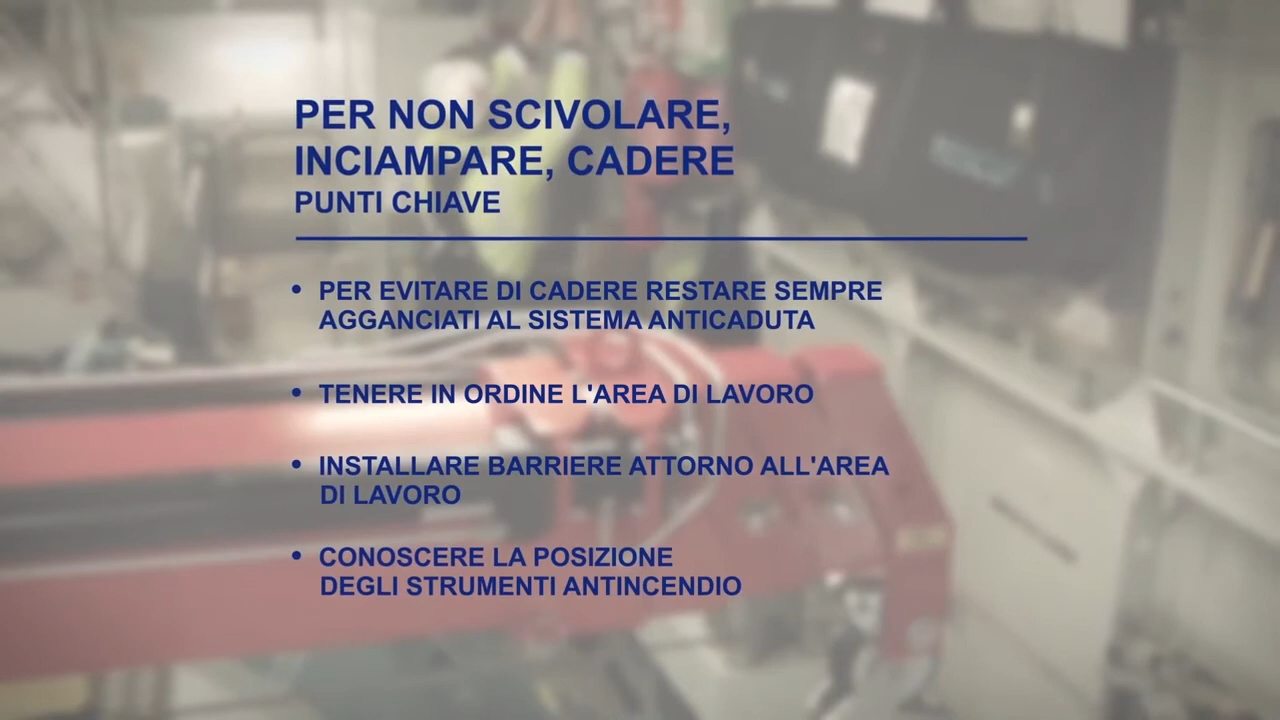 PER NON SCIVOLARE,
INCIAMPARE, CADERE
PUNTI CHIAVE
• PER EVITARE DI CADERE RESTARE SEMPRE
AGGANCIATI AL SISTEMA ANTICADUTA
• TENERE IN ORDINE L'AREA DI LAVORO
• INSTALLARE BARRIERE ATTORNO ALL'AREA
DI LAVORO
• CONOSCERE LA POSIZIONE
DEGLI STRUMENTI ANTINCENDIO